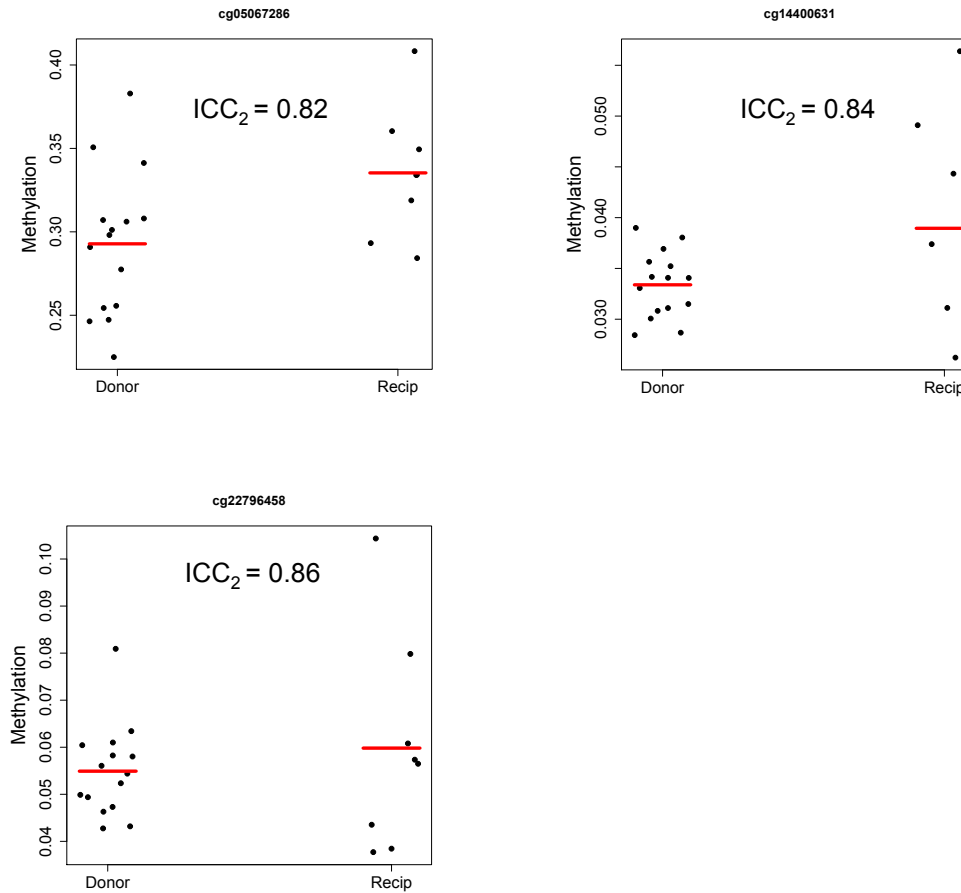 cg05067286
Methylation
0.40
0.35
0.30
0.25
ICC2 = 0.82
Donor
Recip
cg14400631
Methylation
0.050
0.040
0.030
ICC2 = 0.84
Donor
Recip
cg22796458
Methylation
0.10
0.09
0.08
0.07
0.06
0.05
0.04
ICC2 = 0.86
Donor
Recip